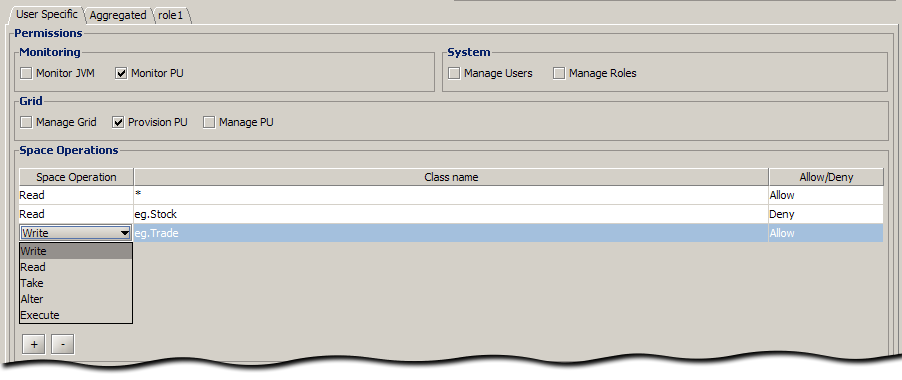 User Specific Aggregated role1
Permissions
Monitoring System
Monitor JVM Monitor PU Manage Users Manage Roles
Grid
Manage Grid Provision PU Manage PU
Space Operations
Space Operation Class name Allow/Deny
Read * Allow
Read eg.Stock Deny
Write eg.Trade Allow
Write
Read
Take
Alter
Execute
+ -